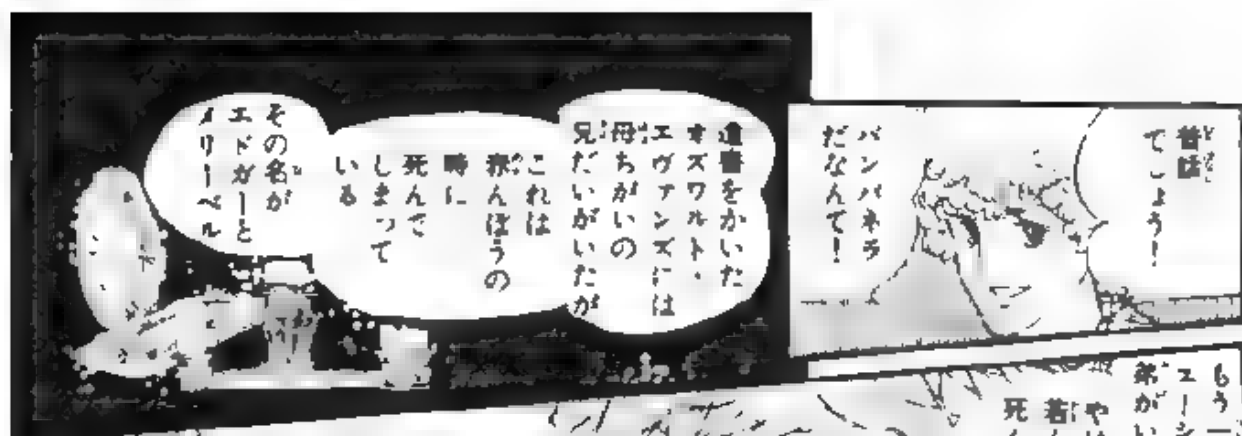 昔話
でしょう!
バンパネラ
だなんて!
遺書をかいた
オズワルト・
エヴァンズには
母ちがいの
兄だいがいたが
これは
赤んぼうの
時に
死んで
しまって
いる
その名が
エドガーと
メリーベル
もう一
ユーシ
弟がい
やは
若
死